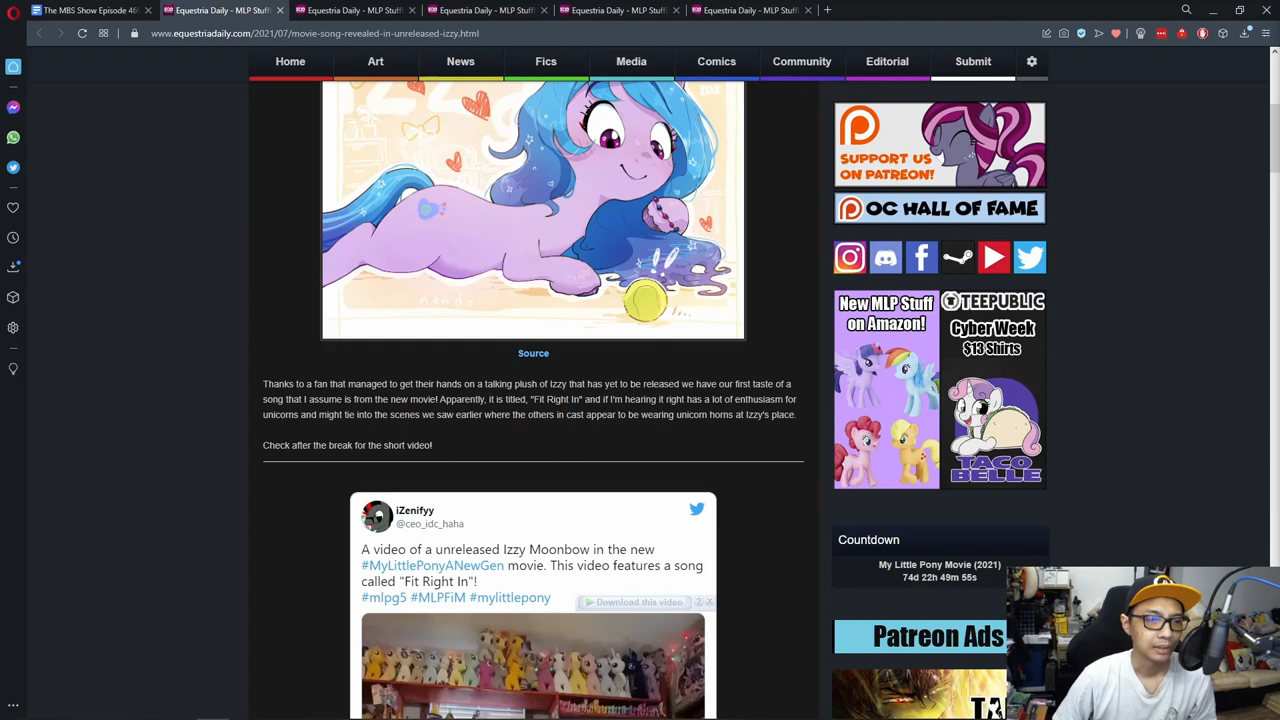 The MBS Show Episode 46
Equestria Daily - MLP Stuff
Equestria Daily - MLP Stuff
Equestria Daily - MLP Stuff
Equestria Daily - MLP Stuff
Equestria Daily - MLP Stuff
www.equestriadaily.com/2021/07/movie-song-revealed-in-unreleased-izzy.html
Home
Art
News
Fics
Media
Comics
Community
Editorial
Submit
SUPPORT US
ON PATREON!
OC HALL OF FAME
nendo
Source
New MLP Stuff
on Amazon!
TEEPUBLIC
Cyber Week
$13 Shirts
TACO
BELLE
Thanks to a fan that managed to get their hands on a talking plush of Izzy that has yet to be released we have our first taste of a
song that I assume is from the new movie! Apparently, it is titled, "Fit Right In" and if I'm hearing it right has a lot of enthusiasm for
unicorns and might tie into the scenes we saw earlier where the others in cast appear to be wearing unicorn horns at Izzy's place.
Check after the break for the short video!
iZenifyy
@ceo_idc_haha
A video of a unreleased Izzy Moonbow in the new
#MyLittlePonyANewGen movie. This video features a song
called "Fit Right In"!
#mlpg5 #MLPFiM #mylittlepony
Download this video
Countdown
My Little Pony Movie (2021)
74d 22h 49m 55s
Patreon Ads